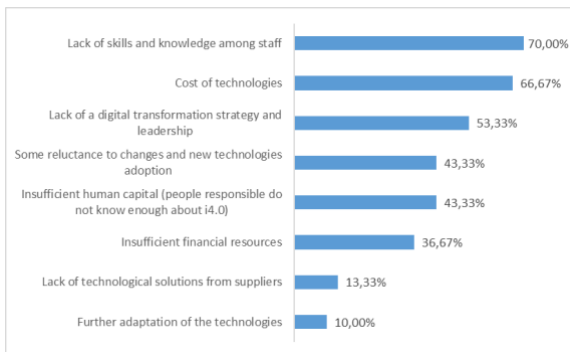 Lack of skills and knowledge among staff
70,00%
Cost of technologies
66,67%
Lack of a digital transformation strategy and
leadership
53,33%
Some reluctance to changes and new technologies
adoption
43,33%
Insufficient human capital (people responsible do
not know enough about i4.0)
43,33%
Insufficient financial resources
36,67%
Lack of technological solutions from suppliers
13,33%
Further adaptation of the technologies
10,00%